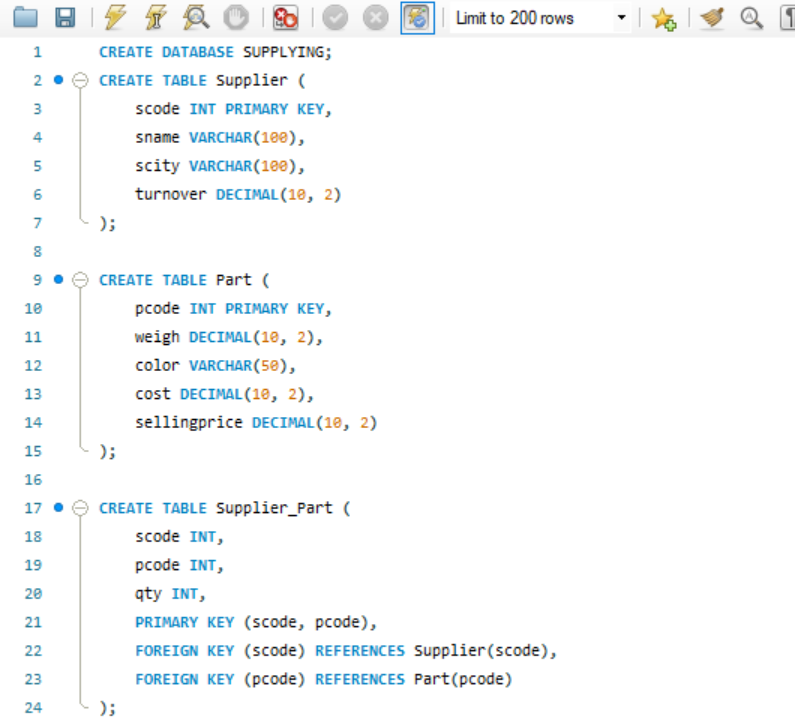 Limit to 200 rows
1 CREATE DATABASE SUPPLYING;
2 CREATE TABLE Supplier (
3 scode INT PRIMARY KEY,
4 sname VARCHAR(100),
5 scity VARCHAR(100),
6 turnover DECIMAL(10, 2)
7 );
8
9 CREATE TABLE Part (
10 pcode INT PRIMARY KEY,
11 weigh DECIMAL(10, 2),
12 color VARCHAR(50),
13 cost DECIMAL(10, 2),
14 sellingprice DECIMAL(10, 2)
15 );
16
17 CREATE TABLE Supplier_Part (
18 scode INT,
19 pcode INT,
20 qty INT,
21 PRIMARY KEY (scode, pcode),
22 FOREIGN KEY (scode) REFERENCES Supplier(scode),
23 FOREIGN KEY (pcode) REFERENCES Part(pcode)
24 );